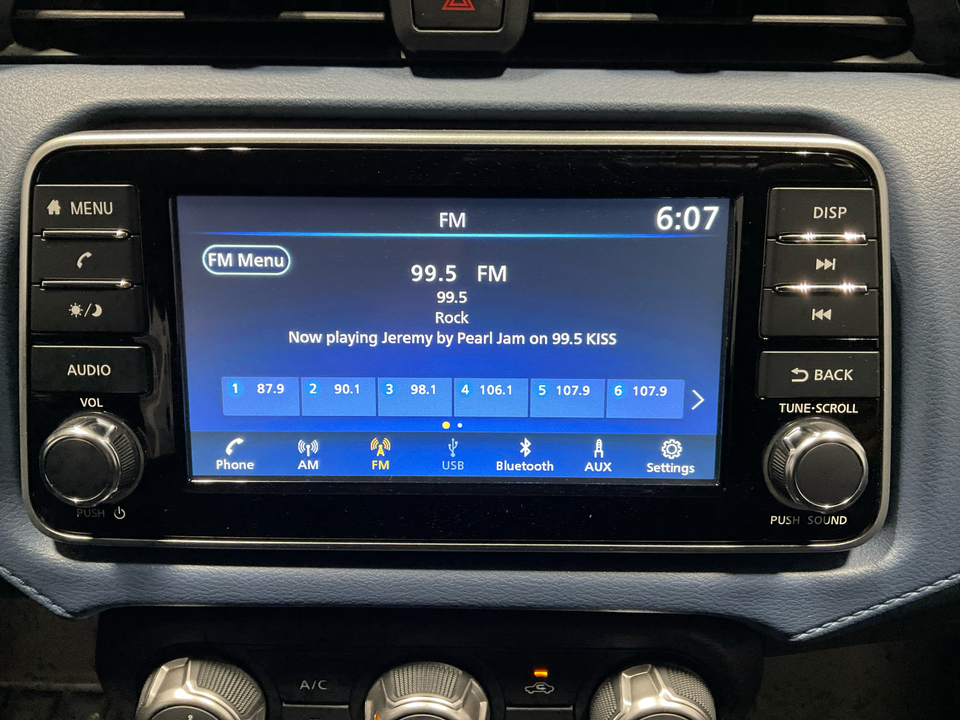 MENU
AUDIO
VOL
PUSH
FM
6:07
FM Menu
99.5 FM
99.5
Rock
Now playing Jeremy by Pearl Jam on 99.5 KISS
1 87.9 2 90.1 3 98.1 4 106.1 5 107.9 6 107.9
Phone AM FM USB Bluetooth AUX Settings
DISP
BACK
TUNE·SCROLL
PUSH SOUND
A/C